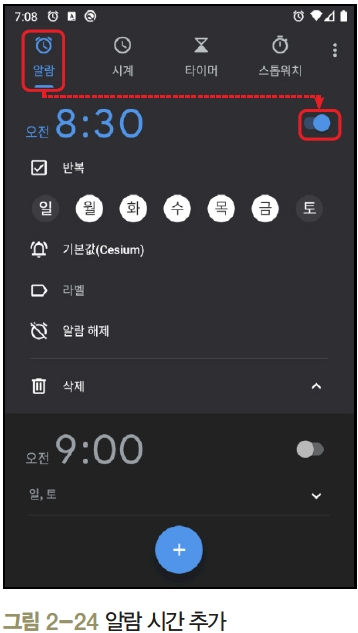 7:08
알람 시계 타이머 스톱워치
오전 8:30
반복
일 월 화 수 목 금 토
기본값(Cesium)
라벨
알람 해제
삭제
오전 9:00
일, 토
그림 2-24 알람 시간 추가